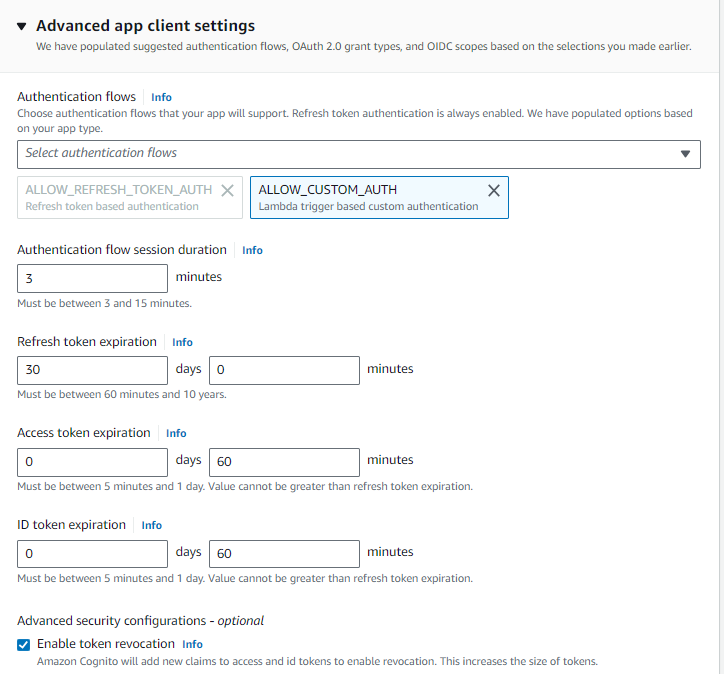 Advanced app client settings
We have populated suggested authentication flows, OAuth 2.0 grant types, and OIDC scopes based on the selections you made earlier.
Authentication flows Info
Choose authentication flows that your app will support. Refresh token authentication is always enabled. We have populated options based
on your app type.
Select authentication flows
ALLOW_REFRESH_TOKEN_AUTH ALLOW_CUSTOM_AUTH
Refresh token based authentication Lambda trigger based custom authentication
Authentication flow session duration Info
3 minutes
Must be between 3 and 15 minutes.
Refresh token expiration Info
30 days 0 minutes
Must be between 60 minutes and 10 years.
Access token expiration Info
0 days 60 minutes
Must be between 5 minutes and 1 day. Value cannot be greater than refresh token expiration.
ID token expiration Info
0 days 60 minutes
Must be between 5 minutes and 1 day. Value cannot be greater than refresh token expiration.
Advanced security configurations - optional
Enable token revocation Info
Amazon Cognito will add new claims to access and id tokens to enable revocation. This increases the size of tokens.